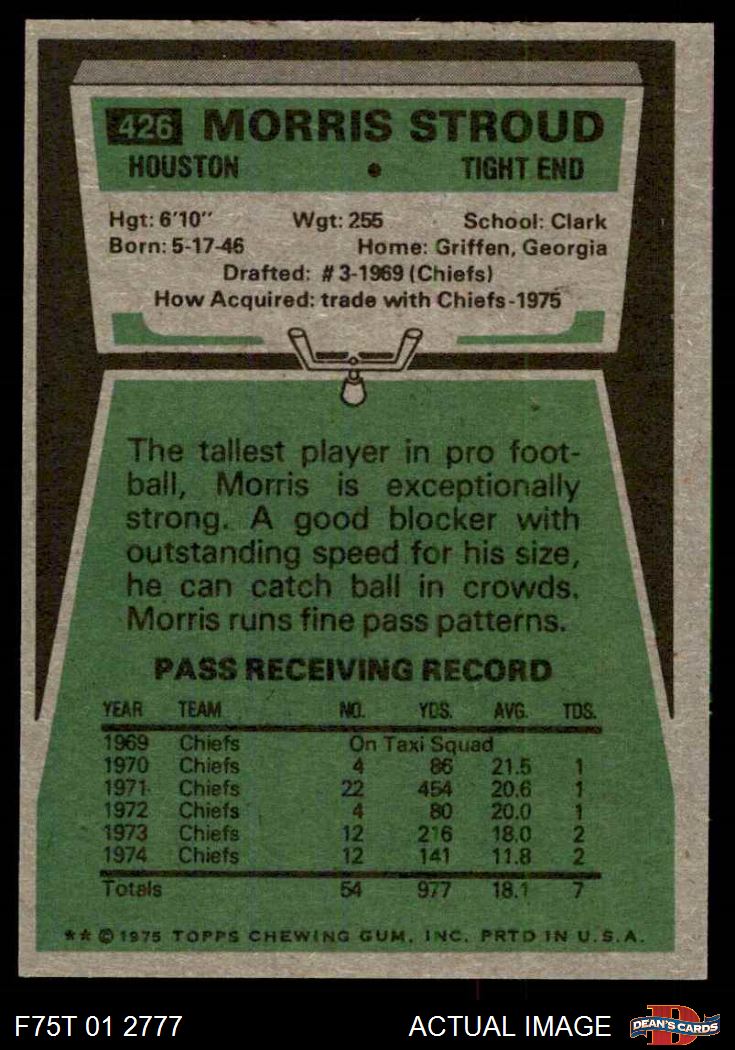 426 MORRIS STROUD
HOUSTON • TIGHT END
Hgt: 6'10" Wgt: 255 School: Clark
Born: 5-17-46 Home: Griffen, Georgia
Drafted: #3-1969 (Chiefs)
How Acquired: trade with Chiefs-1975
The tallest player in pro foot-
ball, Morris is exceptionally
strong. A good blocker with
outstanding speed for his size,
he can catch ball in crowds.
Morris runs fine pass patterns.
PASS RECEIVING RECORD
YEAR TEAM NO. YDS. AVG. TDS.
1969 Chiefs On Taxi Squad
1970 Chiefs 4 86 21.5 1
1971 Chiefs 22 454 20.6 1
1972 Chiefs 4 80 20.0 1
1973 Chiefs 12 216 18.0 2
1974 Chiefs 12 141 11.8 2
Totals 54 977 18.1 7
**©1975 TOPPS CHEWING GUM, INC. PRTD IN U.S.A.
F75T 01 2777 ACTUAL IMAGE DEAN'S CARDS